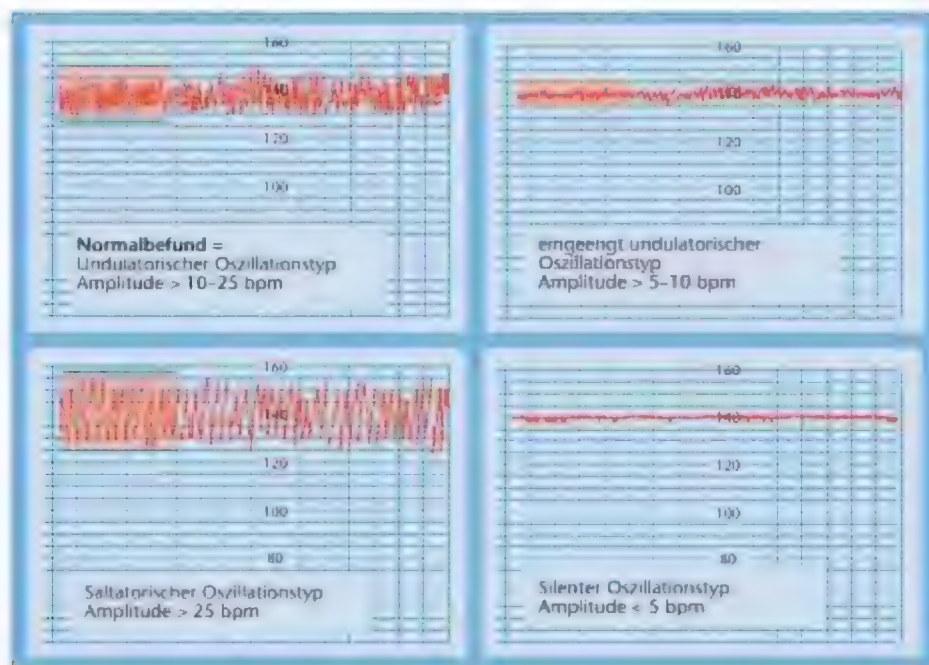 160
140
120
100
Normalbefund =
Undulatorischer Oszillationstyp
Amplitude > 10–25 bpm
160
140
120
100
eingeengt undulatorischer
Oszillationstyp
Amplitude > 5–10 bpm
160
140
120
100
80
Saltatorischer Oszillationstyp
Amplitude > 25 bpm
160
140
120
100
80
Silenter Oszillationstyp
Amplitude < 5 bpm